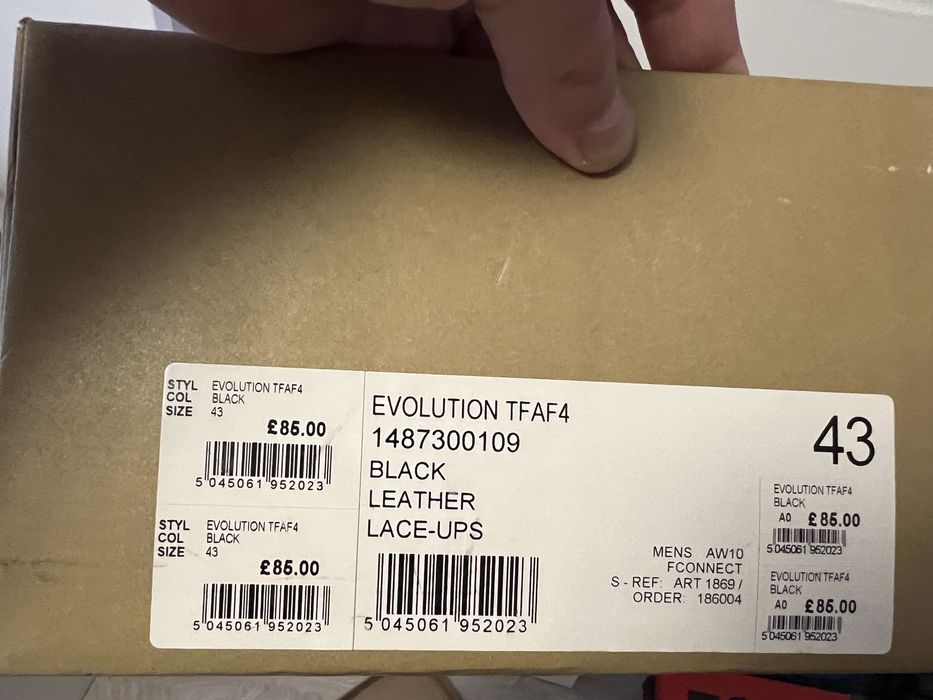 STYL EVOLUTION TFAF4
COL BLACK
SIZE 43
£85.00
5 045061 952023
STYL EVOLUTION TFAF4
COL BLACK
SIZE 43
£85.00
5 045061 952023
EVOLUTION TFAF4
1487300109
BLACK
LEATHER
LACE-UPS
5 045061 952023
MENS AW10
FCONNECT
S - REF: ART 1869 /
ORDER: 186004
43
EVOLUTION TFAF4
BLACK
A0 £85.00
5 045061 952023
EVOLUTION TFAF4
BLACK
A0 £85.00
5 045061 952023